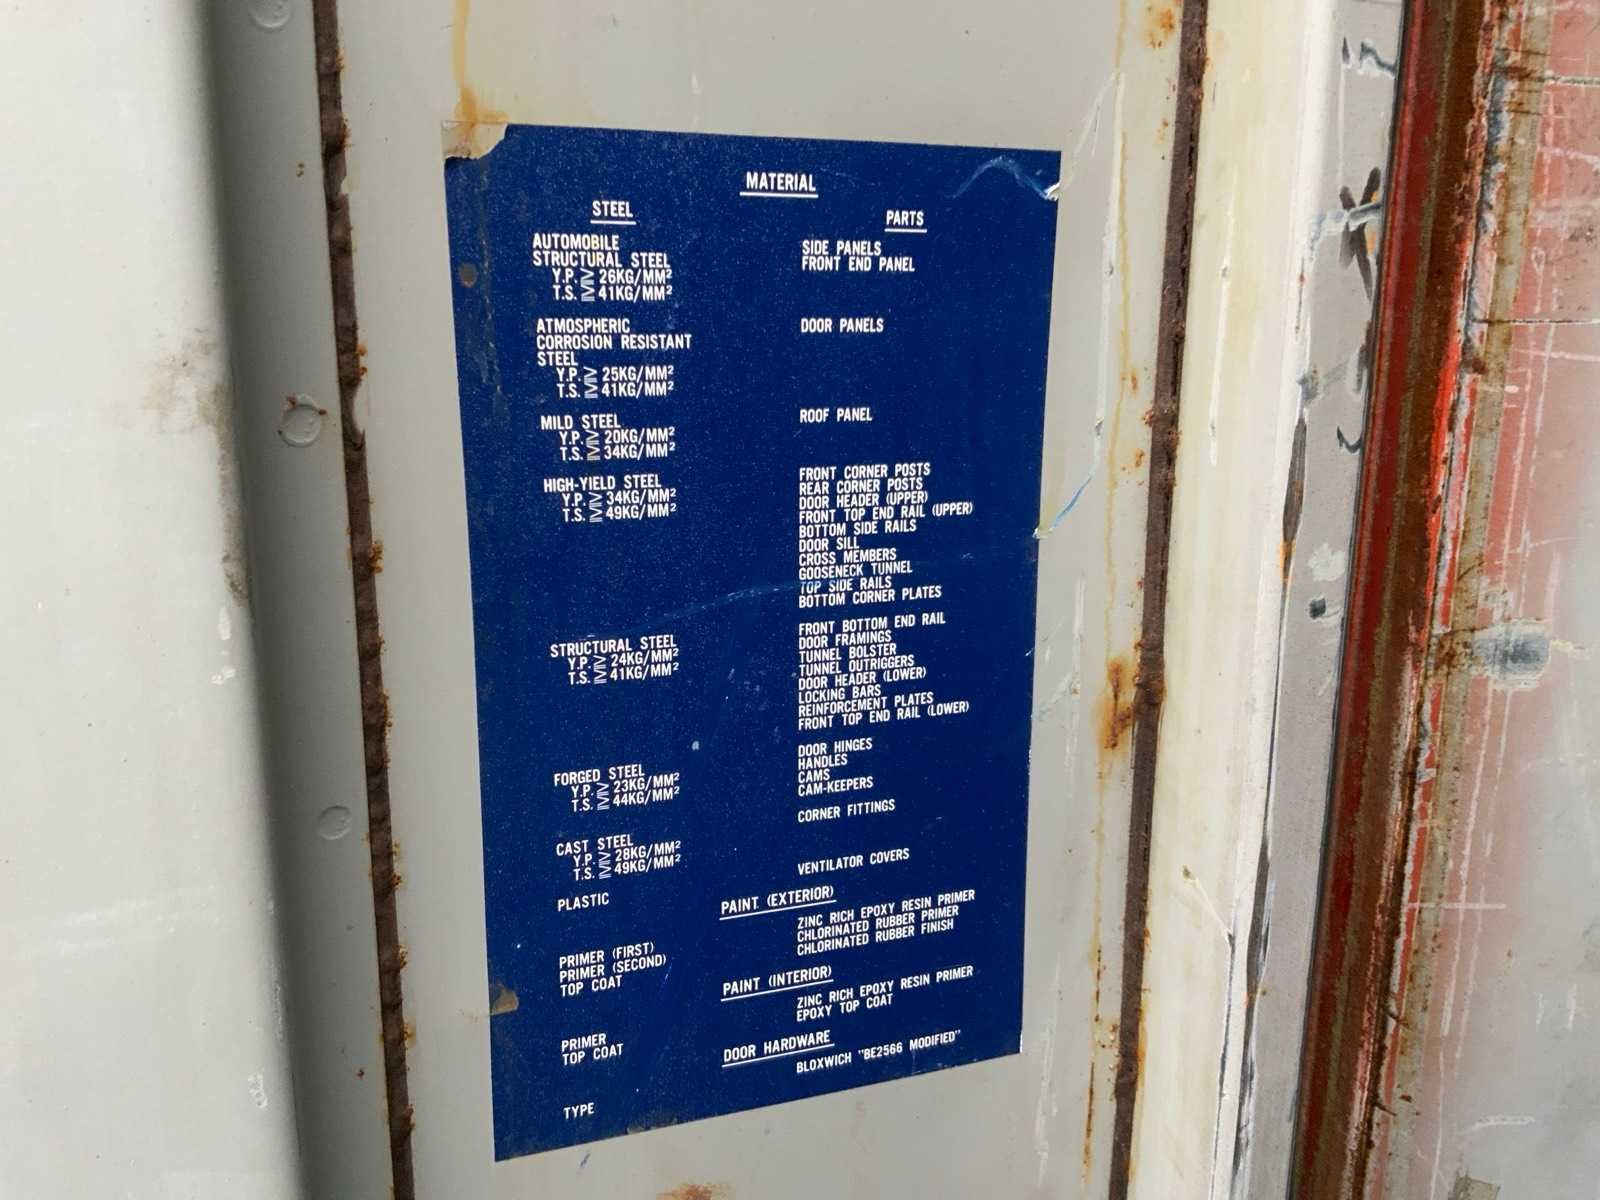 MATERIAL
STEEL
PARTS
AUTOMOBILE
STRUCTURAL STEEL
Y.P. ≧ 26KG/MM²
T.S. ≧ 41KG/MM²
SIDE PANELS
FRONT END PANEL
ATMOSPHERIC
CORROSION RESISTANT
STEEL
Y.P. ≧ 25KG/MM²
T.S. ≧ 41KG/MM²
DOOR PANELS
MILD STEEL
Y.P. ≧ 20KG/MM²
T.S. ≧ 34KG/MM²
ROOF PANEL
HIGH-YIELD STEEL
Y.P. ≧ 34KG/MM²
T.S. ≧ 49KG/MM²
FRONT CORNER POSTS
REAR CORNER POSTS
DOOR HEADER (UPPER)
FRONT TOP END RAIL (UPPER)
BOTTOM SIDE RAILS
DOOR SILL
CROSS MEMBERS
GOOSENECK TUNNEL
TOP SIDE RAILS
BOTTOM CORNER PLATES
STRUCTURAL STEEL
Y.P. ≧ 24KG/MM²
T.S. ≧ 41KG/MM²
FRONT BOTTOM END RAIL
DOOR FRAMINGS
TUNNEL BOLSTER
TUNNEL OUTRIGGERS
DOOR HEADER (LOWER)
LOCKING BARS
REINFORCEMENT PLATES
FRONT TOP END RAIL (LOWER)
FORGED STEEL
Y.P. ≧ 23KG/MM²
T.S. ≧ 44KG/MM²
DOOR HINGES
HANDLES
CAMS
CAM-KEEPERS
CAST STEEL
Y.P. ≧ 28KG/MM²
T.S. ≧ 49KG/MM²
CORNER FITTINGS
PLASTIC
VENTILATOR COVERS
PAINT (EXTERIOR)
PRIMER (FIRST)
PRIMER (SECOND)
TOP COAT
ZINC RICH EPOXY RESIN PRIMER
CHLORINATED RUBBER PRIMER
CHLORINATED RUBBER FINISH
PAINT (INTERIOR)
PRIMER
TOP COAT
ZINC RICH EPOXY RESIN PRIMER
EPOXY TOP COAT
DOOR HARDWARE
TYPE
BLOXWICH "BE2566 MODIFIED"